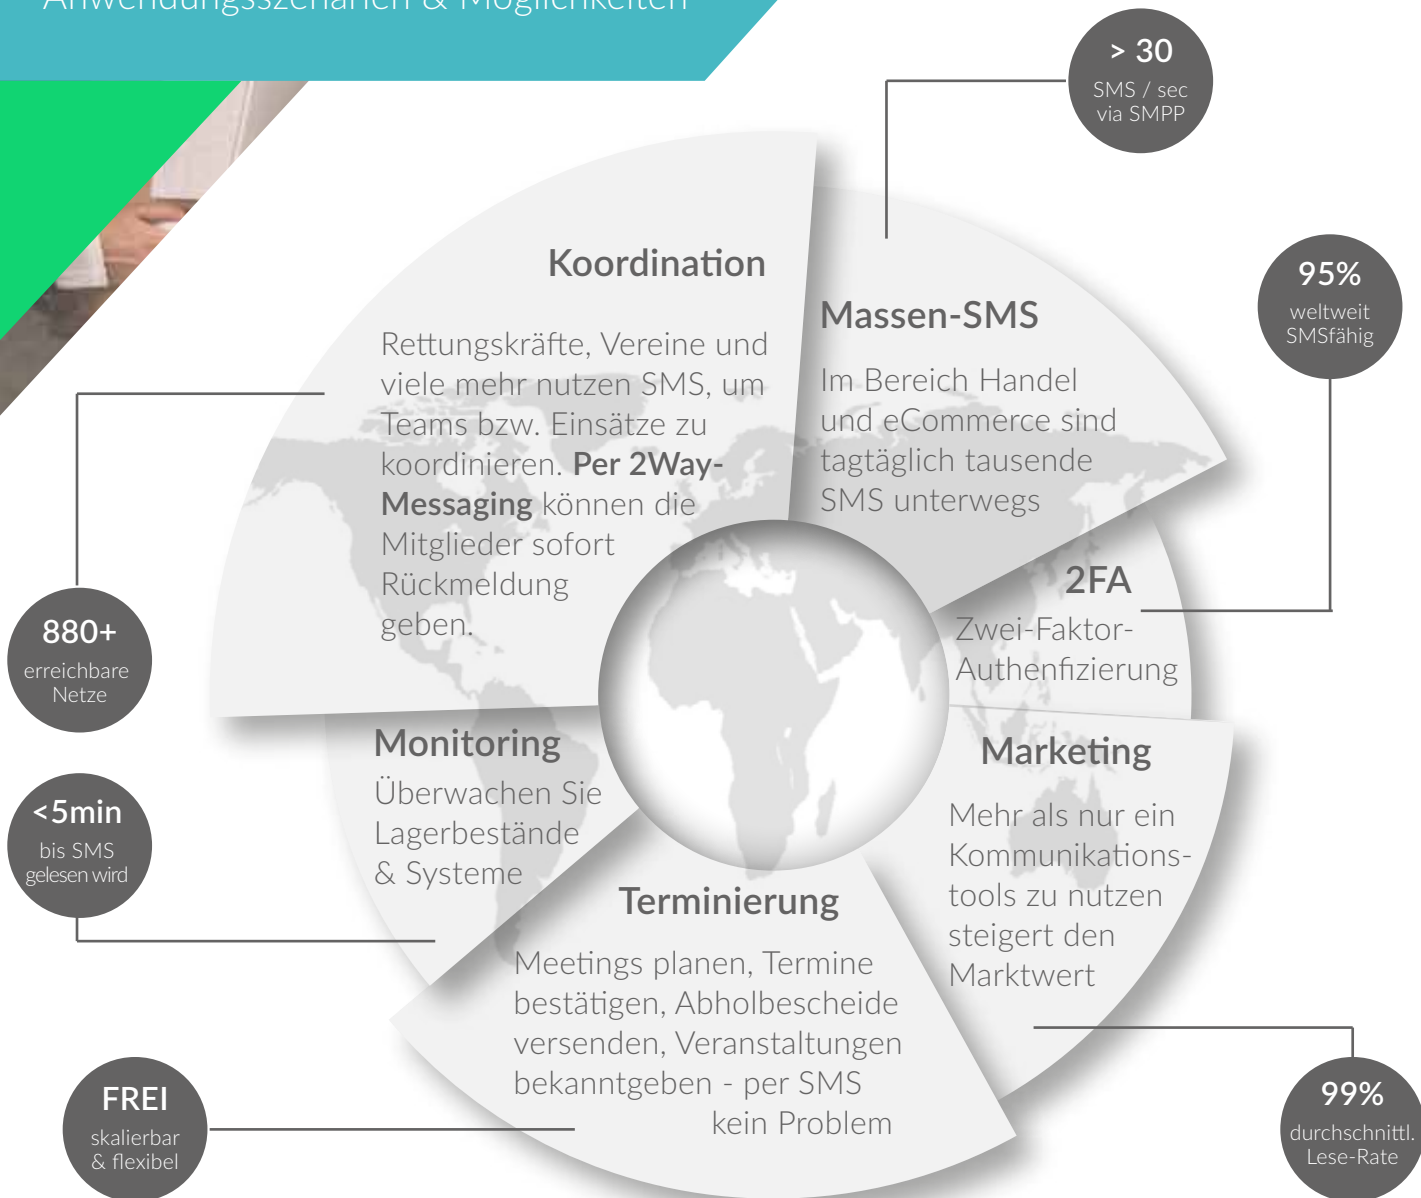 Anwendungsszenarien & Möglichkeiten
> 30
SMS / sec
via SMPP
Koordination
Rettungskräfte, Vereine und
viele mehr nutzen SMS, um
Teams bzw. Einsätze zu
koordinieren. Per 2Way-
Messaging können die
Mitglieder sofort
Rückmeldung
geben.
Massen-SMS
Im Bereich Handel
und eCommerce sind
tagtäglich tausende
SMS unterwegs
95%
weltweit
SMSfähig
2FA
Zwei-Faktor-
Authenfizierung
880+
erreichbare
Netze
Monitoring
Überwachen Sie
Lagerbestände
& Systeme
Marketing
Mehr als nur ein
Kommunikations-
tools zu nutzen
steigert den
Marktwert
<5min
bis SMS
gelesen wird
Terminierung
Meetings planen, Termine
bestätigen, Abholbescheide
versenden, Veranstaltungen
bekanntgeben - per SMS
kein Problem
FREI
skalierbar
& flexibel
99%
durchschnittl.
Lese-Rate